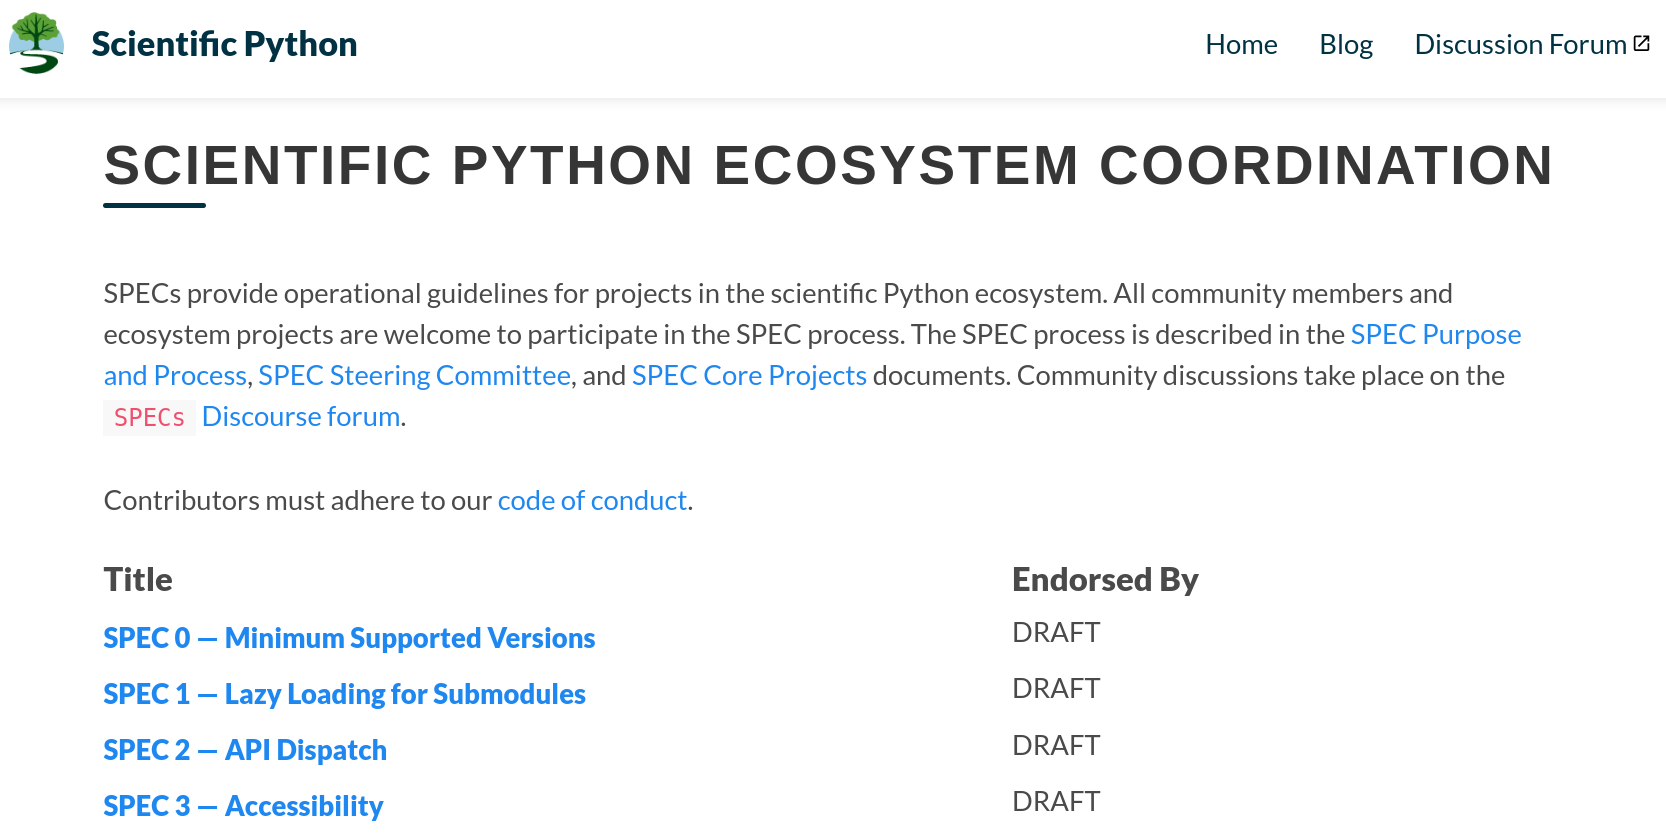 Scientific Python
Home Blog Discussion Forum
SCIENTIFIC PYTHON ECOSYSTEM COORDINATION
SPECs provide operational guidelines for projects in the scientific Python ecosystem. All community members and
ecosystem projects are welcome to participate in the SPEC process. The SPEC process is described in the SPEC Purpose
and Process, SPEC Steering Committee, and SPEC Core Projects documents. Community discussions take place on the
SPECs Discourse forum.
Contributors must adhere to our code of conduct.
Title Endorsed By
SPEC 0 — Minimum Supported Versions DRAFT
SPEC 1 — Lazy Loading for Submodules DRAFT
SPEC 2 — API Dispatch DRAFT
SPEC 3 — Accessibility DRAFT